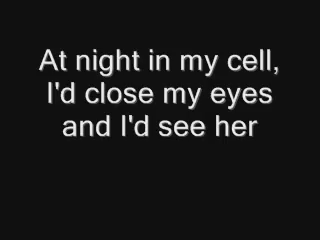 At night in my cell,
I'd close my eyes
and I'd see her